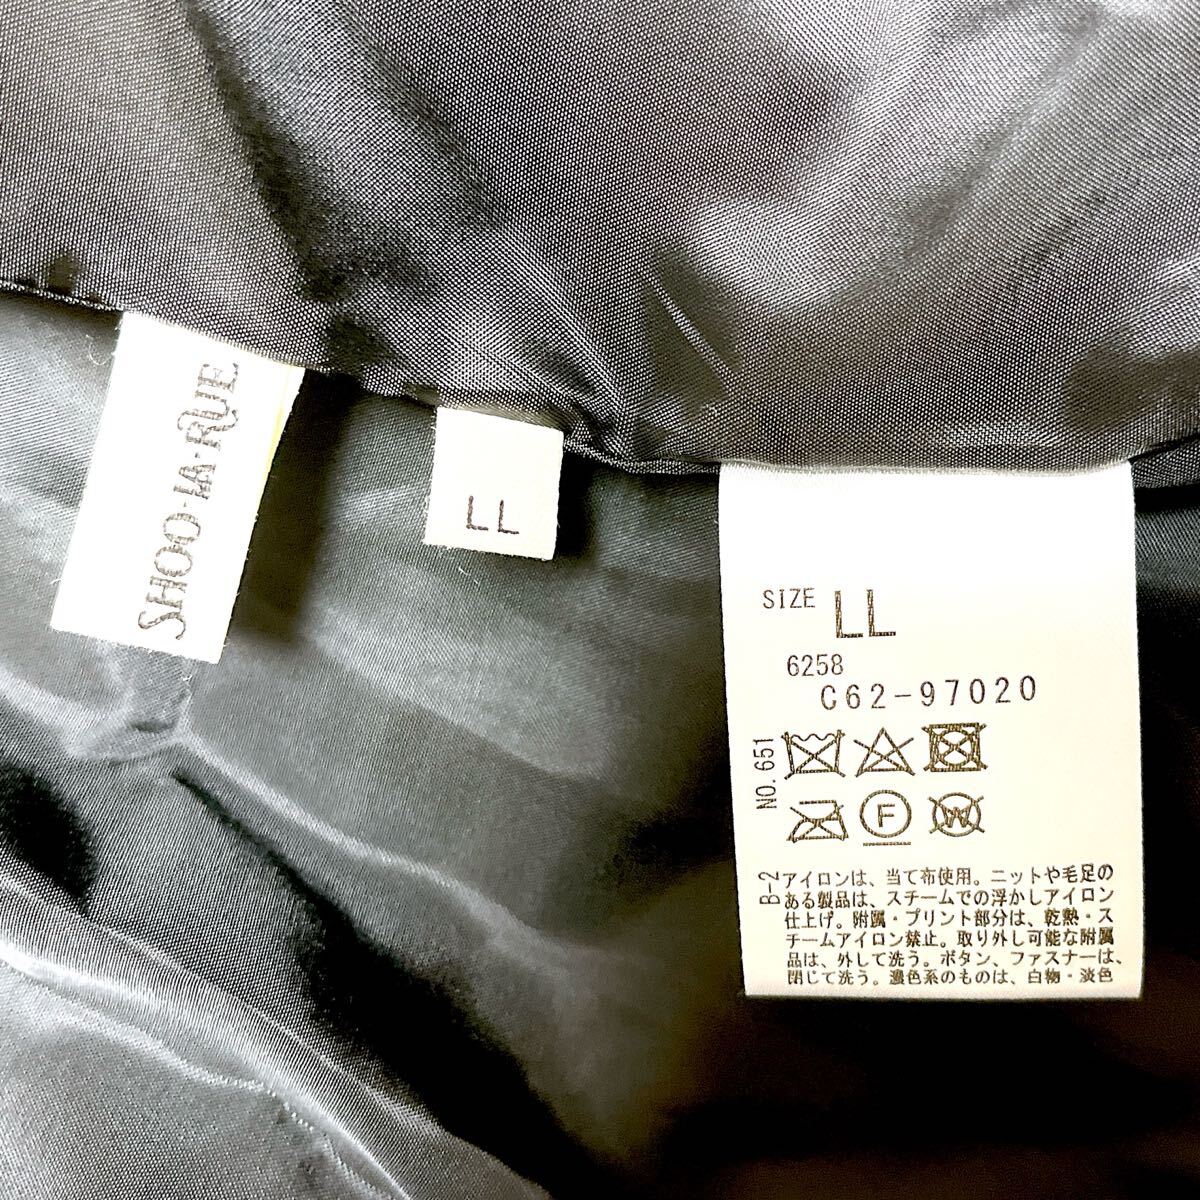 SHOO·LA·RUE
LL
SIZE LL
6258
C62-97020
NO.651
F
W
B-2
アイロンは、当て布使用。ニットや毛足の
ある製品は、スチームでの浮かしアイロン
仕上げ。附属・プリント部分は、乾熱・ス
チームアイロン禁止。取り外し可能な附属
品は、外して洗う。ボタン、ファスナーは、
閉じて洗う。濃色系のものは、白物・淡色